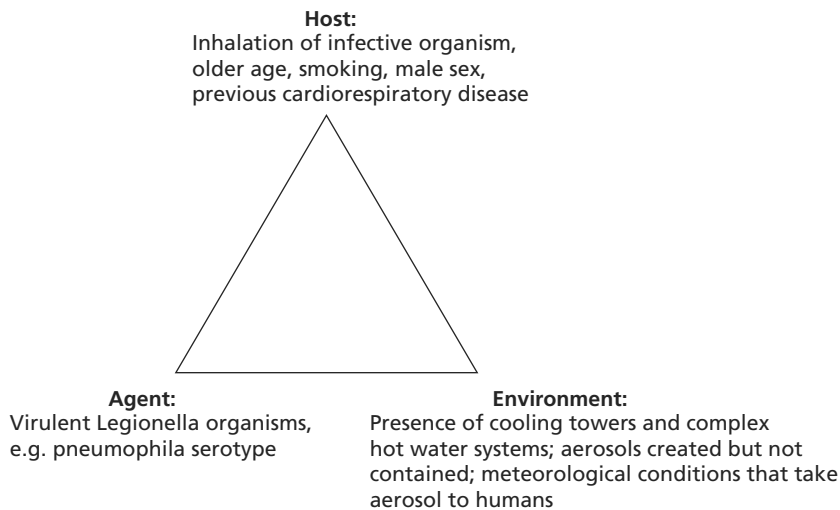 Host:
Inhalation of infective organism,
older age, smoking, male sex,
previous cardiorespiratory disease
Agent:
Virulent Legionella organisms,
e.g. pneumophila serotype
Environment:
Presence of cooling towers and complex
hot water systems; aerosols created but not
contained; meteorological conditions that take
aerosol to humans